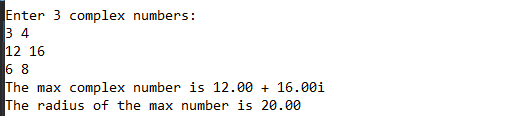 Enter 3 complex numbers:
3 4
12 16
6 8
The max complex number is 12.00 + 16.00i
The radius of the max number is 20.00